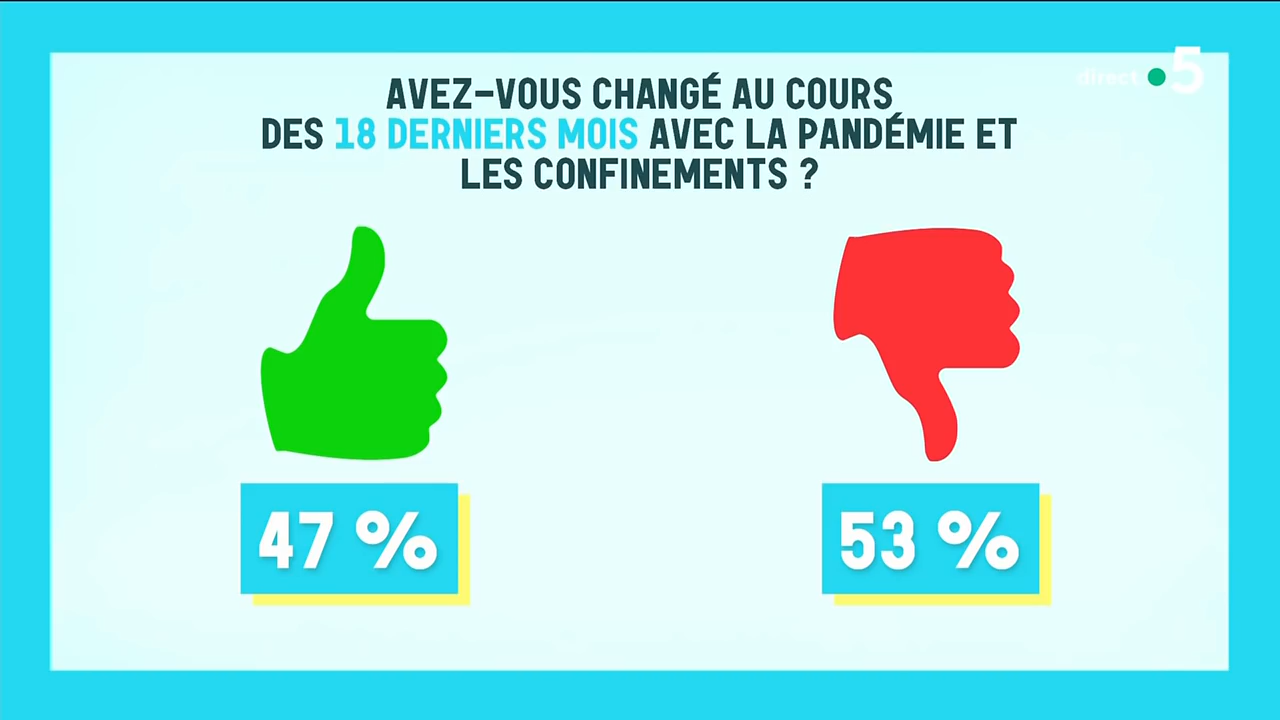 direct 5
AVEZ-VOUS CHANGÉ AU COURS
DES 18 DERNIERS MOIS AVEC LA PANDÉMIE ET
LES CONFINEMENTS ?
47 %
53 %